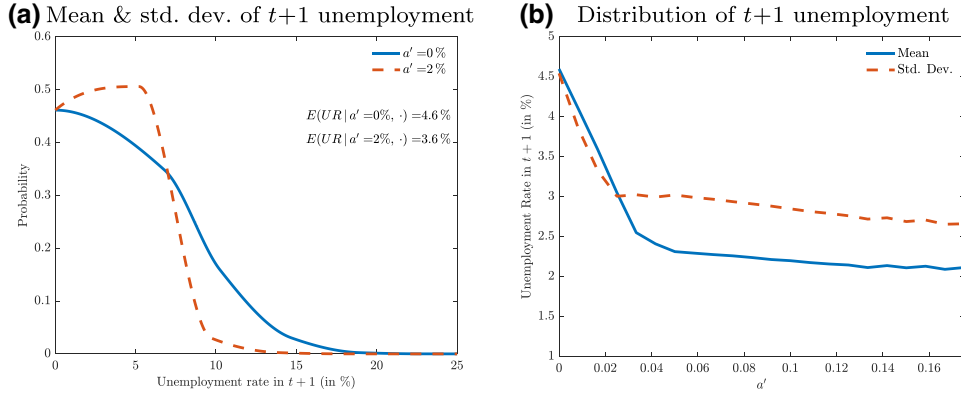 (a) Mean & std. dev. of t+1 unemployment
0.6
0.5
0.4
0.3
0.2
0.1
0
Probability
a′ =0 %
a′ =2 %
E(UR | a′ =0%, ·) =4.6 %
E(UR | a′ =2%, ·) =3.6 %
0 5 10 15 20 25
Unemployment rate in t + 1 (in %)
(b) Distribution of t+1 unemployment
5
4.5
4
3.5
3
2.5
2
1.5
1
Unemployment Rate in t + 1 (in %)
Mean
Std. Dev.
0 0.02 0.04 0.06 0.08 0.1 0.12 0.14 0.16
a′